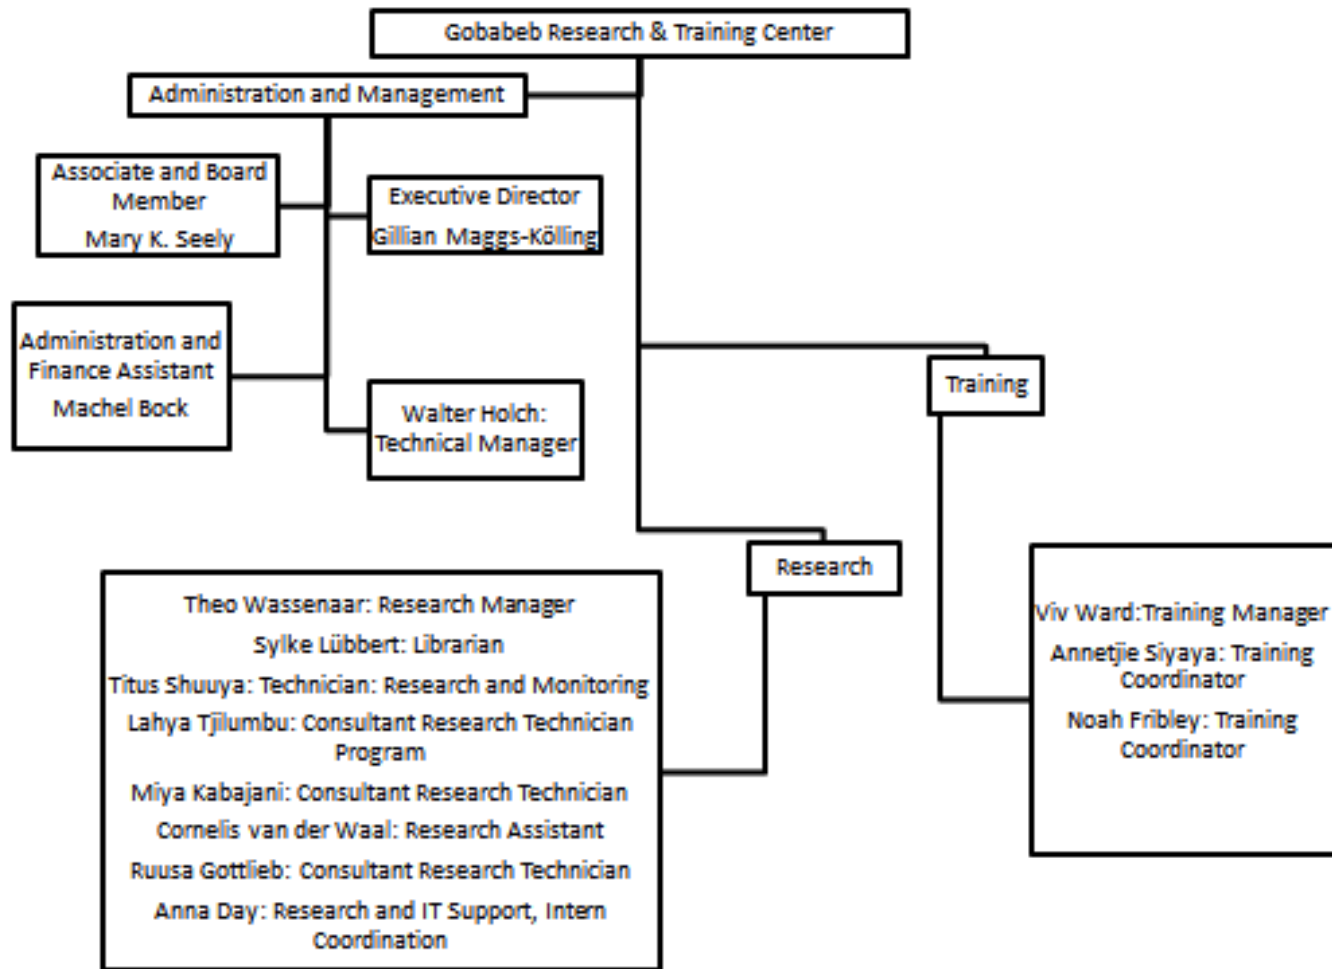 Gobabeb Research & Training Center
Administration and Management
Associate and Board
Member
Mary K. Seely
Executive Director
Gillian Maggs-Kölling
Administration and
Finance Assistant
Machel Bock
Walter Holch:
Technical Manager
Training
Research
Theo Wassenaar: Research Manager
Sylke Lübbert: Librarian
Titus Shuuya: Technician: Research and Monitoring
Lahya Tjilumbu: Consultant Research Technician
Program
Miya Kabajani: Consultant Research Technician
Cornelis van der Waal: Research Assistant
Ruusa Gottlieb: Consultant Research Technician
Anna Day: Research and IT Support, Intern
Coordination
Viv Ward:Training Manager
Annetjie Siyaya: Training
Coordinator
Noah Fribley: Training
Coordinator